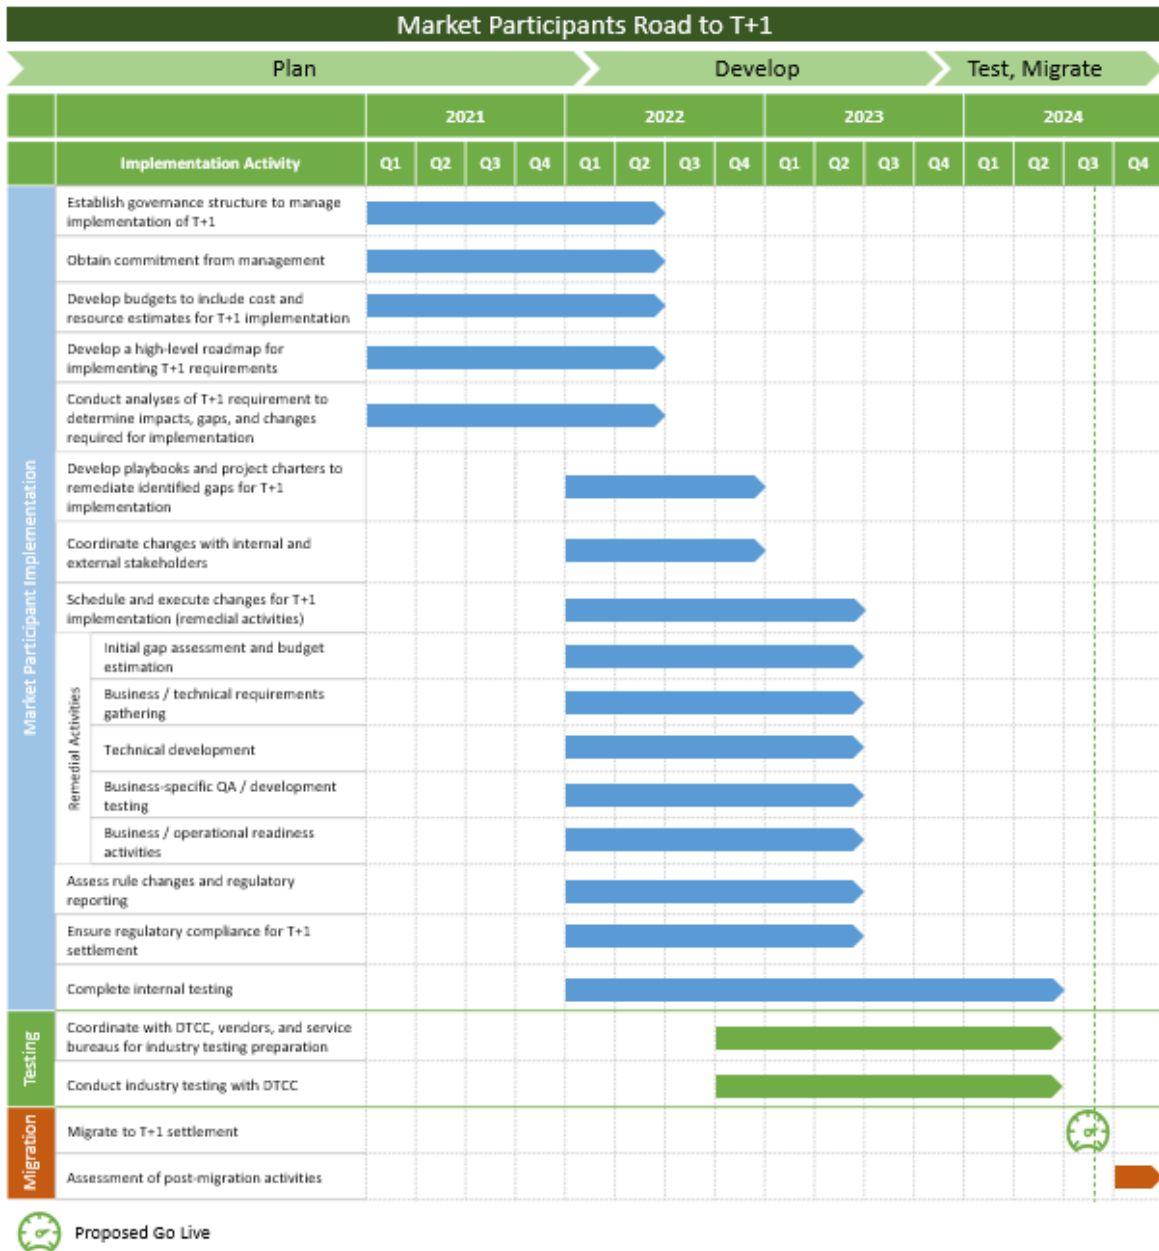 Market Participants Road to T+1
Plan
Develop
Test, Migrate
2021
2022
2023
2024
Implementation Activity
Q1 Q2 Q3 Q4 Q1 Q2 Q3 Q4 Q1 Q2 Q3 Q4 Q1 Q2 Q3 Q4
Market Participant Implementation
Establish governance structure to manage
implementation of T+1
Obtain commitment from management
Develop budgets to include cost and
resource estimates for T+1 implementation
Develop a high-level roadmap for
implementing T+1 requirements
Conduct analyses of T+1 requirement to
determine impacts, gaps, and changes
required for implementation
Develop playbooks and project charters to
remediate identified gaps for T+1
implementation
Coordinate changes with internal and
external stakeholders
Schedule and execute changes for T+1
implementation (remedial activities)
Remedial Activities
Initial gap assessment and budget
estimation
Business / technical requirements
gathering
Technical development
Business-specific QA / development
testing
Business / operational readiness
activities
Assess rule changes and regulatory
reporting
Ensure regulatory compliance for T+1
settlement
Complete internal testing
Testing
Coordinate with DTCC, vendors, and service
bureaus for industry testing preparation
Conduct industry testing with DTCC
Migration
Migrate to T+1 settlement
Assessment of post-migration activities
Proposed Go Live